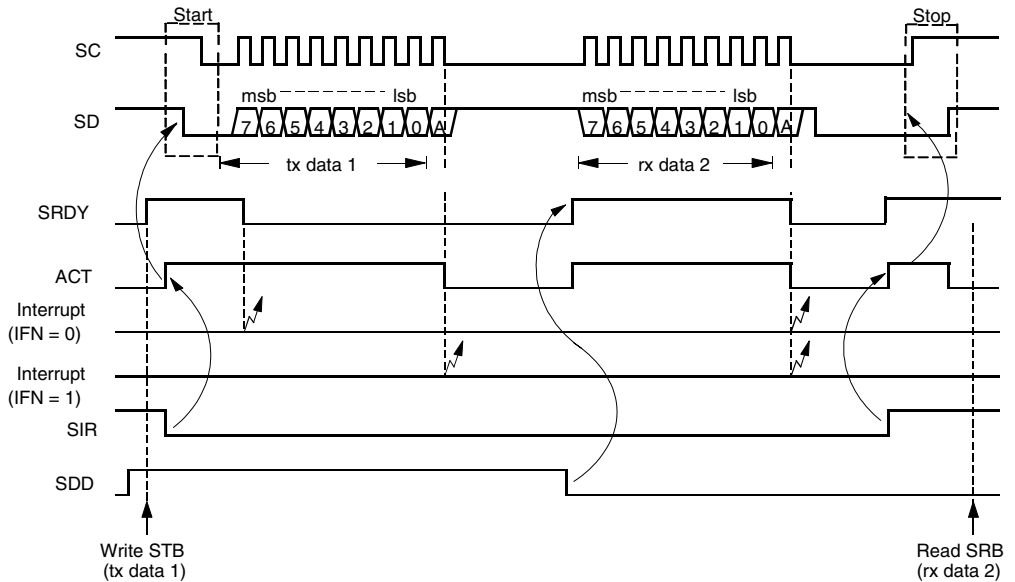 Start
Stop
SC
msb
lsb
msb
lsb
SD
7 6 5 4 3 2 1 0 A
7 6 5 4 3 2 1 0 A
tx data 1
rx data 2
SRDY
ACT
Interrupt
(IFN = 0)
Interrupt
(IFN = 1)
SIR
SDD
Write STB
(tx data 1)
Read SRB
(rx data 2)